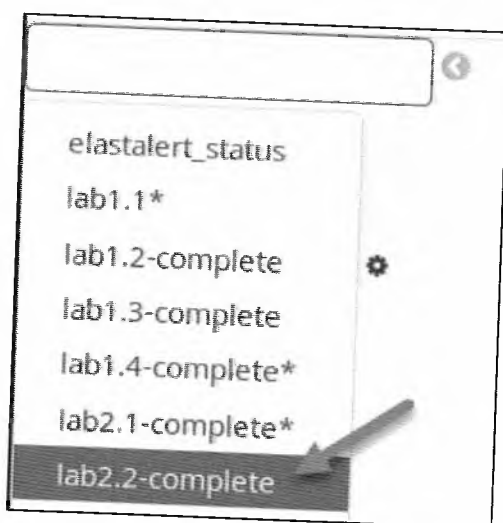 elastalert_status
lab1.1*
lab1.2-complete
lab1.3-complete
lab1.4-complete*
lab2.1-complete*
lab2.2-complete